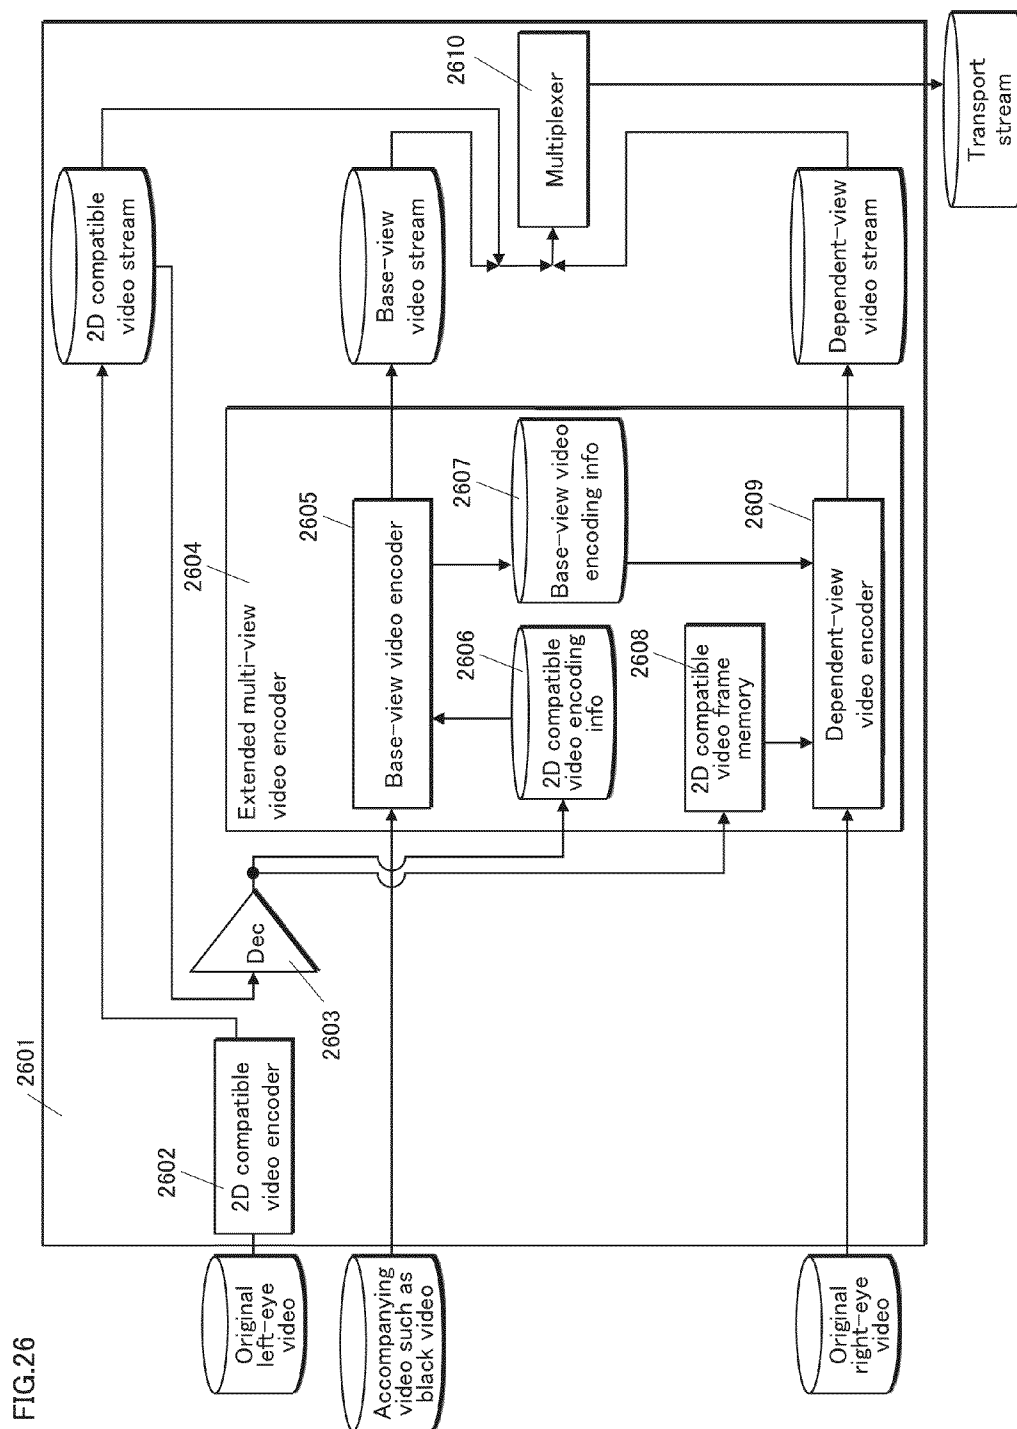 FIG.26
2601
Original
left-eye
video
2602
2D compatible
video encoder
2D compatible
video stream
2603
Dec
2604
Extended multi-view
video encoder
Accompanying
video such as
black video
2605
Base-view video encoder
Base-view
video stream
2610
Multiplexer
2606
2D compatible
video encoding
info
2607
Base-view video
encoding info
2608
2D compatible
video frame
memory
2609
Dependent-view
video encoder
Original
right-eye
video
Dependent-view
video stream
Transport
stream